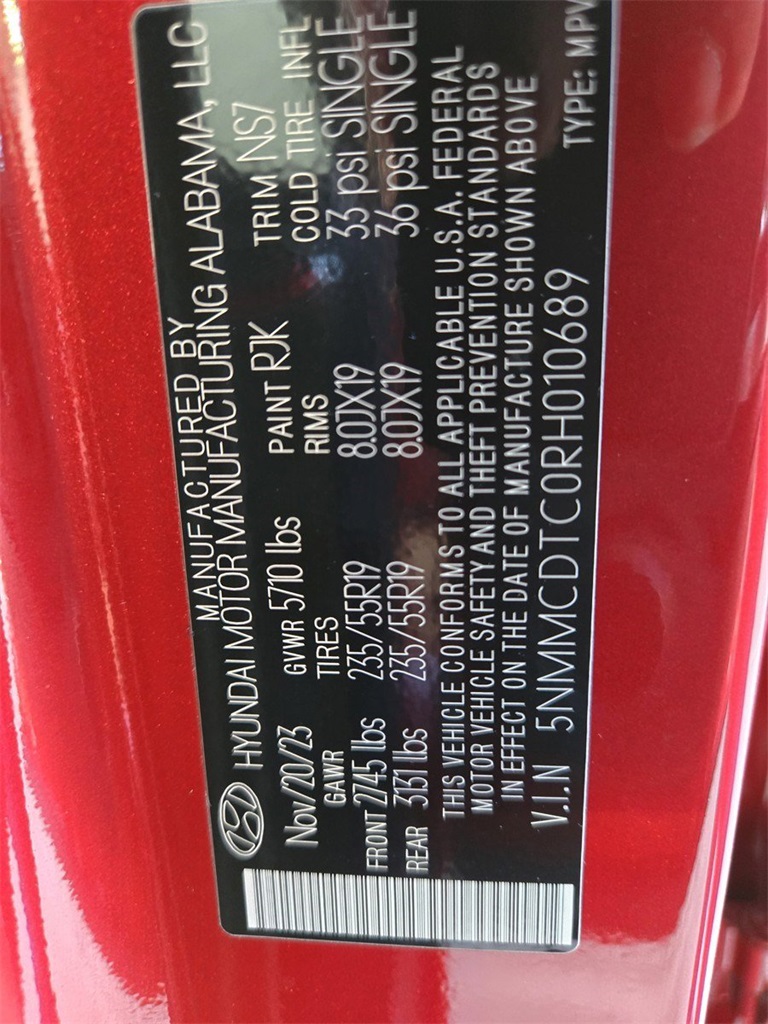 MANUFACTURED BY
HYUNDAI MOTOR MANUFACTURING ALABAMA, LLC
Nov/20/23 GVWR 5710 lbs PAINT RJK TRIM NS7
GAWR TIRES RIMS COLD TIRE INFL
FRONT 2745 lbs 235/55R19 8.0JX19 33 psi SINGLE
REAR 3131 lbs 235/55R19 8.0JX19 36 psi SINGLE
THIS VEHICLE CONFORMS TO ALL APPLICABLE U.S.A. FEDERAL
MOTOR VEHICLE SAFETY AND THEFT PREVENTION STANDARDS
IN EFFECT ON THE DATE OF MANUFACTURE SHOWN ABOVE
V.I.N 5NMMCDTC0RH010689 TYPE: MPV